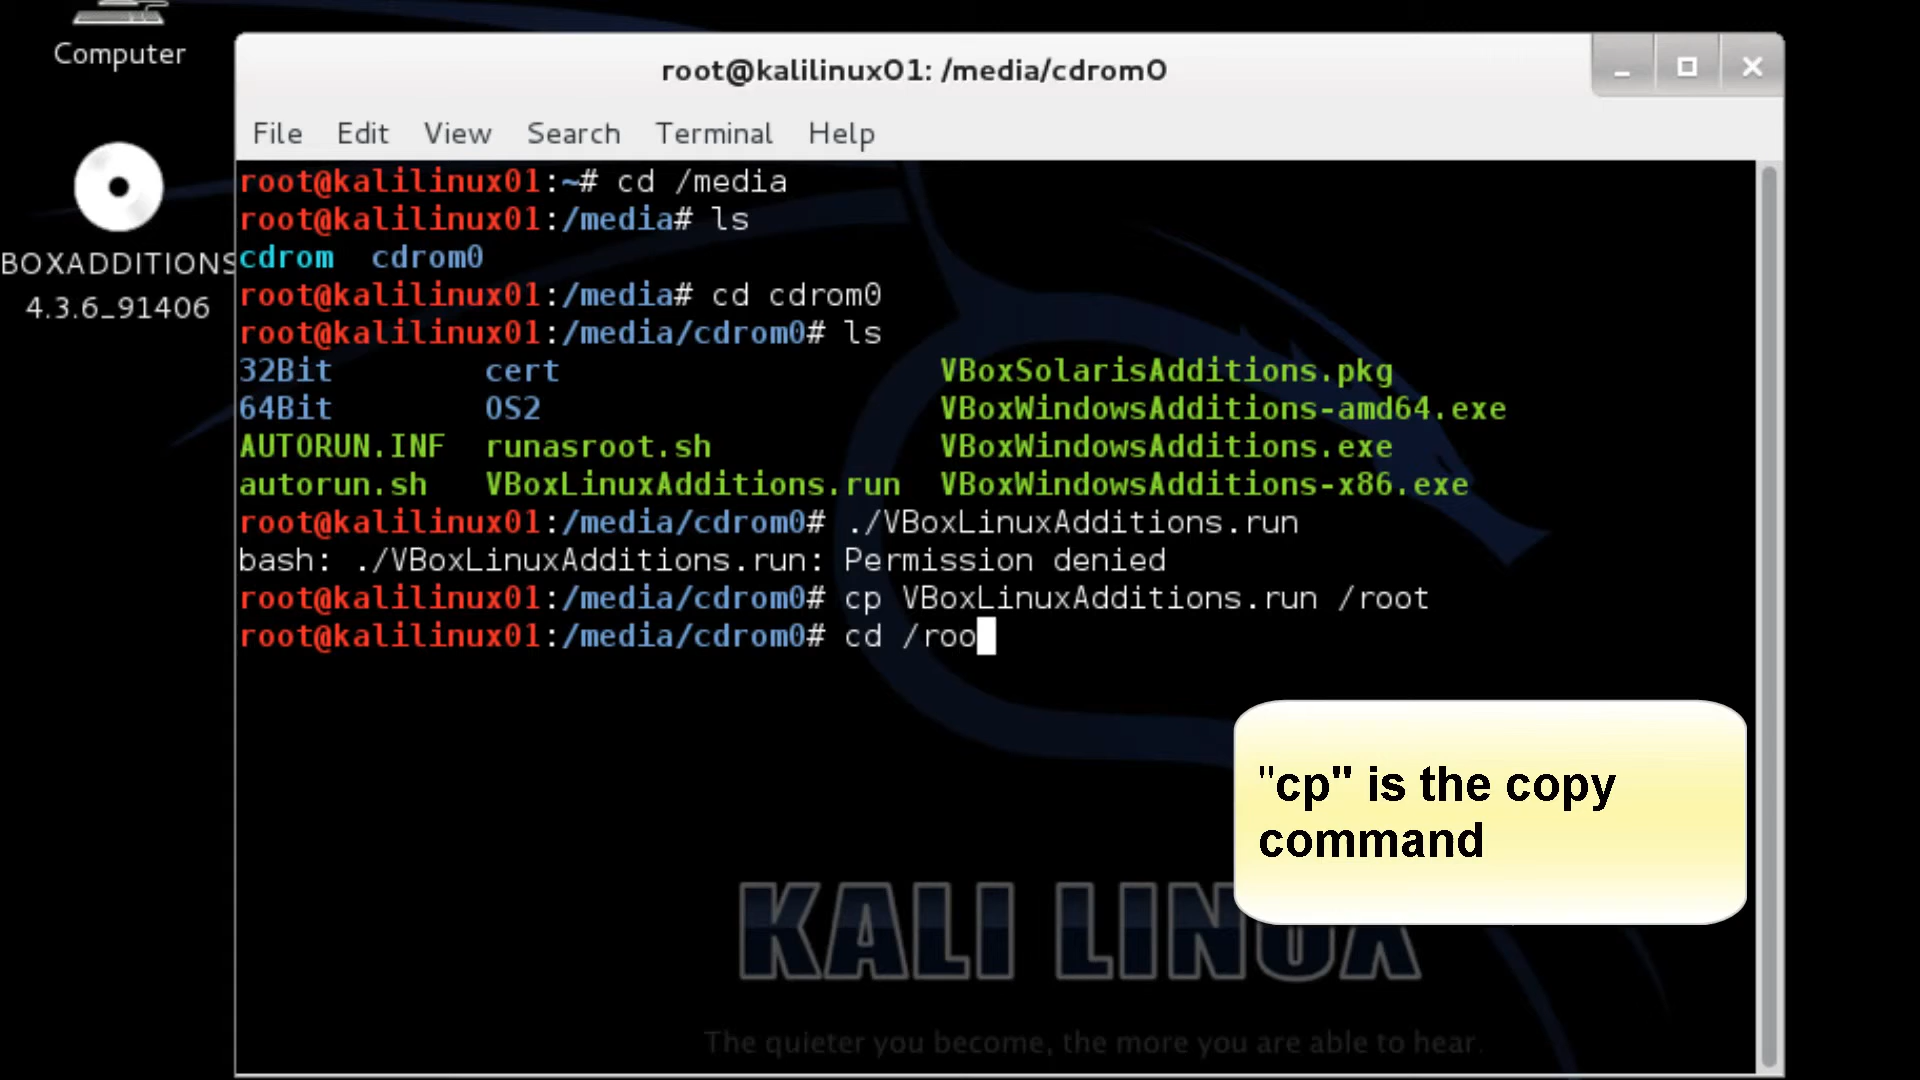 Computer
BOXADDITIONS
4.3.6_91406
root@kalilinux01: /media/cdrom0
File Edit View Search Terminal Help
root@kalilinux01:~# cd /media
root@kalilinux01:/media# ls
cdrom cdrom0
root@kalilinux01:/media# cd cdrom0
root@kalilinux01:/media/cdrom0# ls
32Bit cert VBoxSolarisAdditions.pkg
64Bit OS2 VBoxWindowsAdditions-amd64.exe
AUTORUN.INF runasroot.sh VBoxWindowsAdditions.exe
autorun.sh VBoxLinuxAdditions.run VBoxWindowsAdditions-x86.exe
root@kalilinux01:/media/cdrom0# ./VBoxLinuxAdditions.run
bash: ./VBoxLinuxAdditions.run: Permission denied
root@kalilinux01:/media/cdrom0# cp VBoxLinuxAdditions.run /root
root@kalilinux01:/media/cdrom0# cd /roo
"cp" is the copy
command
KALI LINUX
The quieter you become, the more you are able to hear.